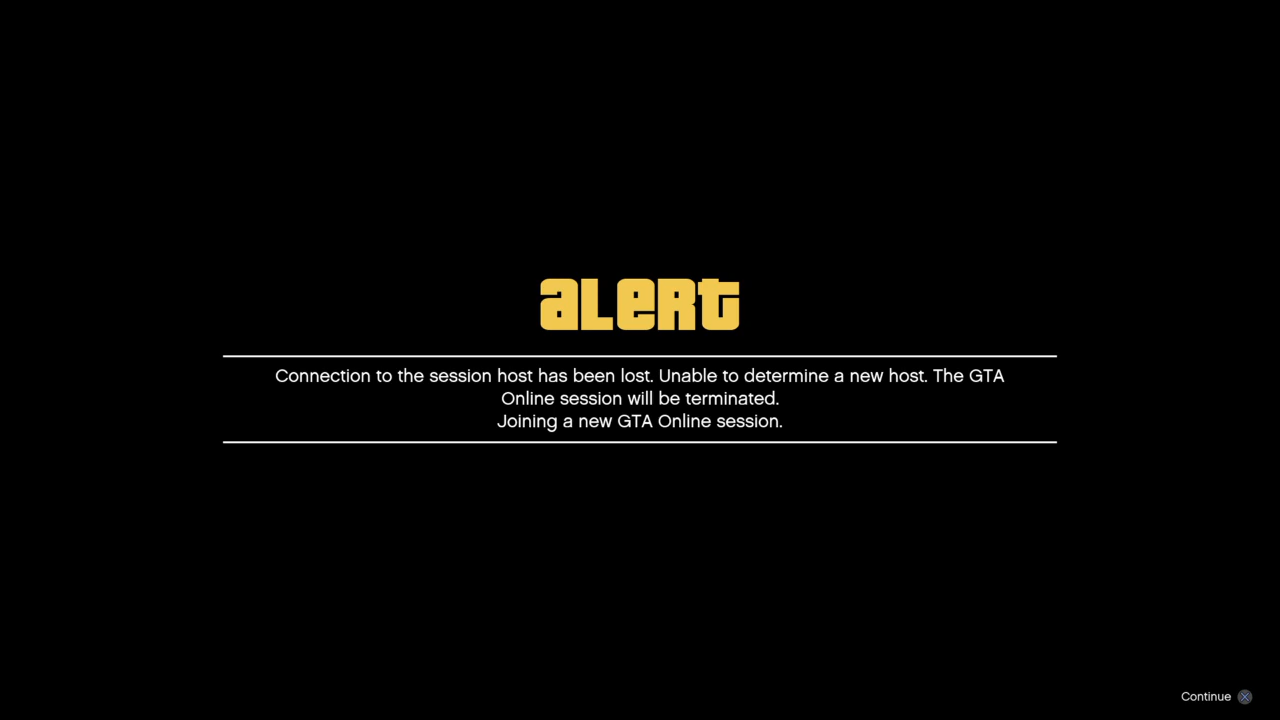 aLeRt
Connection to the session host has been lost. Unable to determine a new host. The GTA
Online session will be terminated.
Joining a new GTA Online session.
Continue